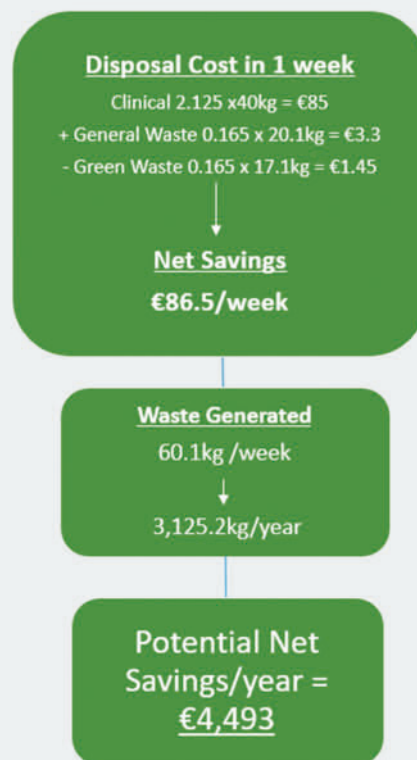 Disposal Cost in 1 week
Clinical 2.125 x40kg = €85
+ General Waste 0.165 x 20.1kg = €3.3
- Green Waste 0.165 x 17.1kg = €1.45
Net Savings
€86.5/week
Waste Generated
60.1kg /week
3,125.2kg/year
Potential Net
Savings/year =
€4,493